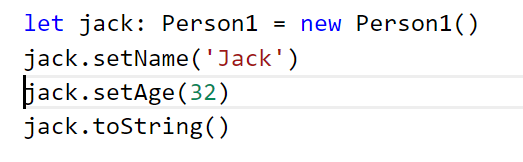 let jack: Person1 = new Person1()
jack.setName('Jack')
jack.setAge(32)
jack.toString()